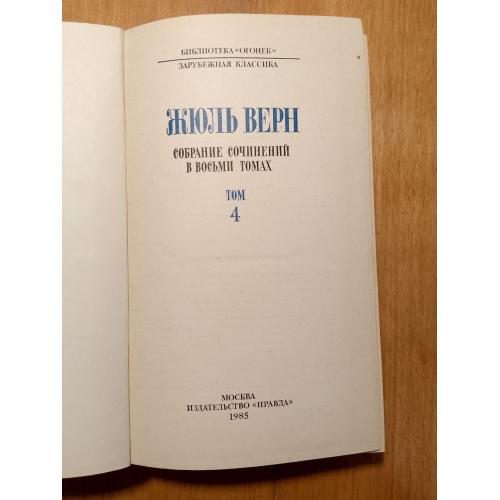 БИБЛИОТЕКА «ОГОНЕК»
ЗАРУБЕЖНАЯ КЛАССИКА
ЖЮЛЬ ВЕРН
СОБРАНИЕ СОЧИНЕНИЙ
В ВОСЬМИ ТОМАХ
ТОМ
4
МОСКВА
ИЗДАТЕЛЬСТВО «ПРАВДА»
1985